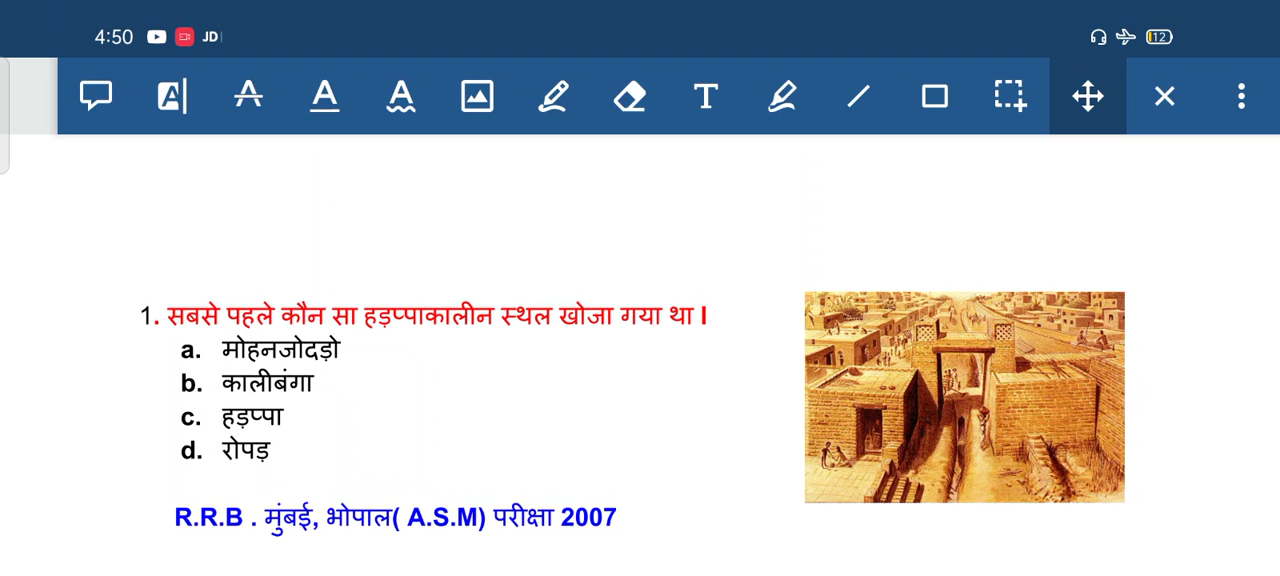 4:50 JD
1. सबसे पहले कौन सा हड़प्पाकालीन स्थल खोजा गया था I
a. मोहनजोदड़ो
b. कालीबंगा
c. हड़प्पा
d. रोपड़
R.R.B . मुंबई, भोपाल( A.S.M) परीक्षा 2007